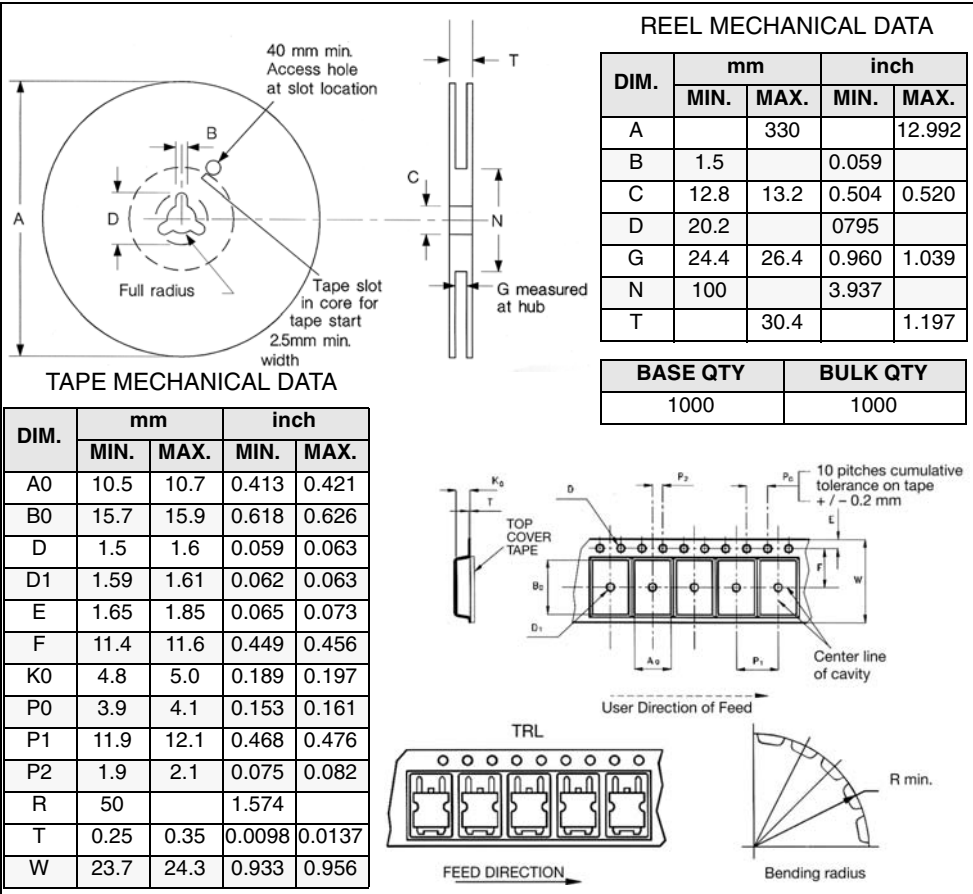 REEL MECHANICAL DATA
40 mm min.
Access hole
at slot location
T
B
C
A
D
N
Full radius
Tape slot
in core for
tape start
2.5mm min.
width
G measured
at hub
DIM. mm inch
MIN. MAX. MIN. MAX.
A 330 12.992
B 1.5 0.059
C 12.8 13.2 0.504 0.520
D 20.2 0795
G 24.4 26.4 0.960 1.039
N 100 3.937
T 30.4 1.197
BASE QTY BULK QTY
1000 1000
TAPE MECHANICAL DATA
DIM. mm inch
MIN. MAX. MIN. MAX.
A0 10.5 10.7 0.413 0.421
B0 15.7 15.9 0.618 0.626
D 1.5 1.6 0.059 0.063
D1 1.59 1.61 0.062 0.063
E 1.65 1.85 0.065 0.073
F 11.4 11.6 0.449 0.456
K0 4.8 5.0 0.189 0.197
P0 3.9 4.1 0.153 0.161
P1 11.9 12.1 0.468 0.476
P2 1.9 2.1 0.075 0.082
R 50 1.574
T 0.25 0.35 0.0098 0.0137
W 23.7 24.3 0.933 0.956
K0
T
D
P2
P0
10 pitches cumulative
tolerance on tape
+ / – 0.2 mm
E
TOP
COVER
TAPE
F
W
B0
D1
A0
P1
Center line
of cavity
User Direction of Feed
TRL
R min.
FEED DIRECTION
Bending radius